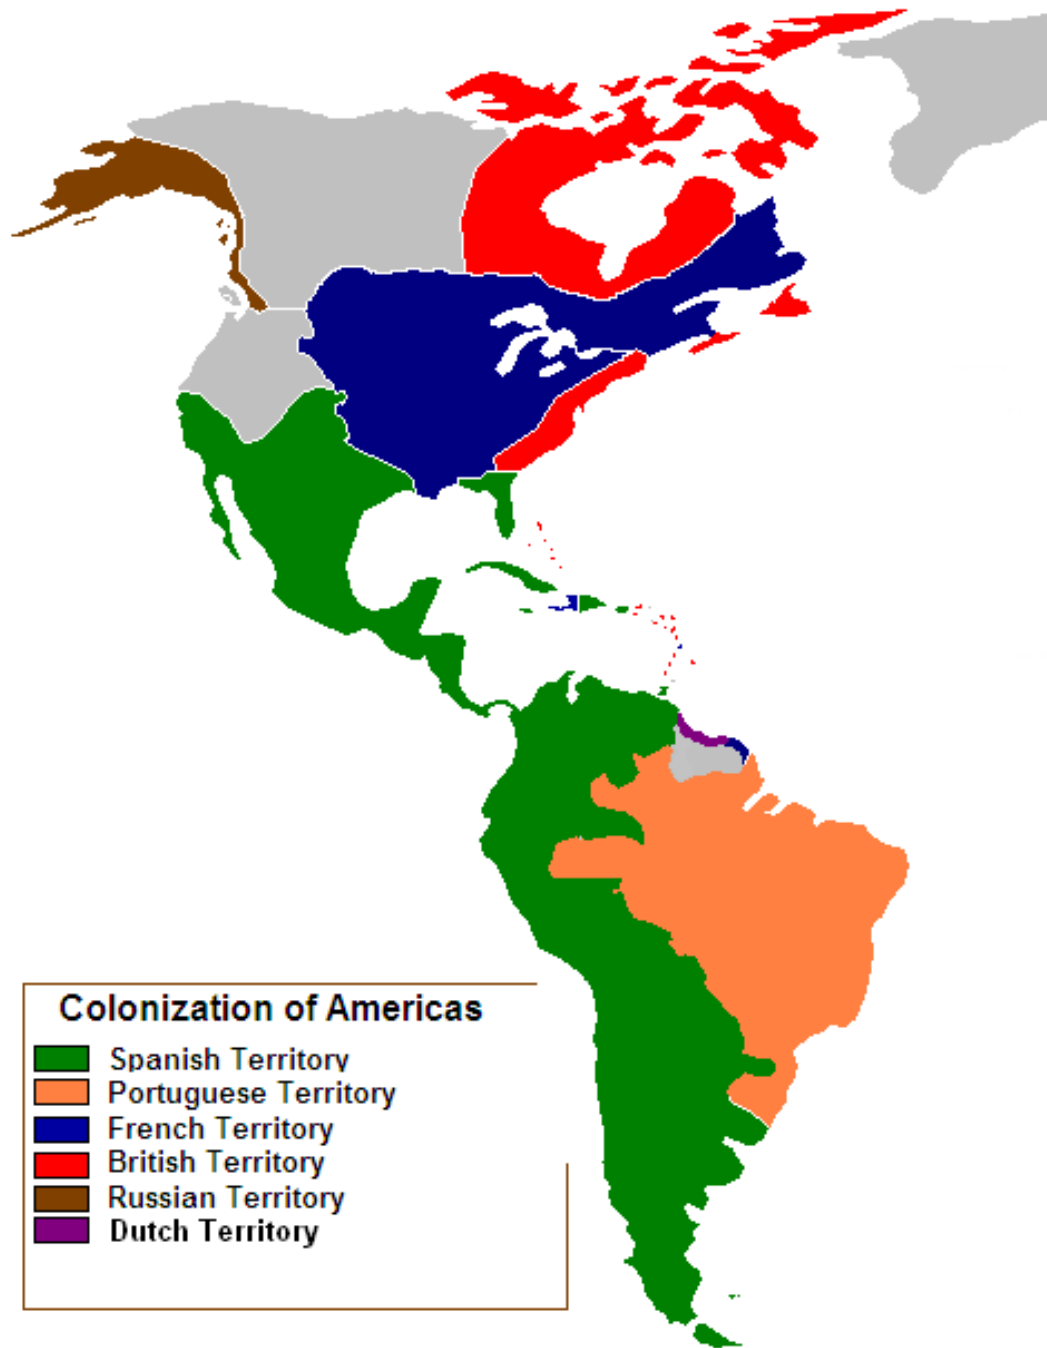 Colonization of Americas
Spanish Territory
Portuguese Territory
French Territory
British Territory
Russian Territory
Dutch Territory